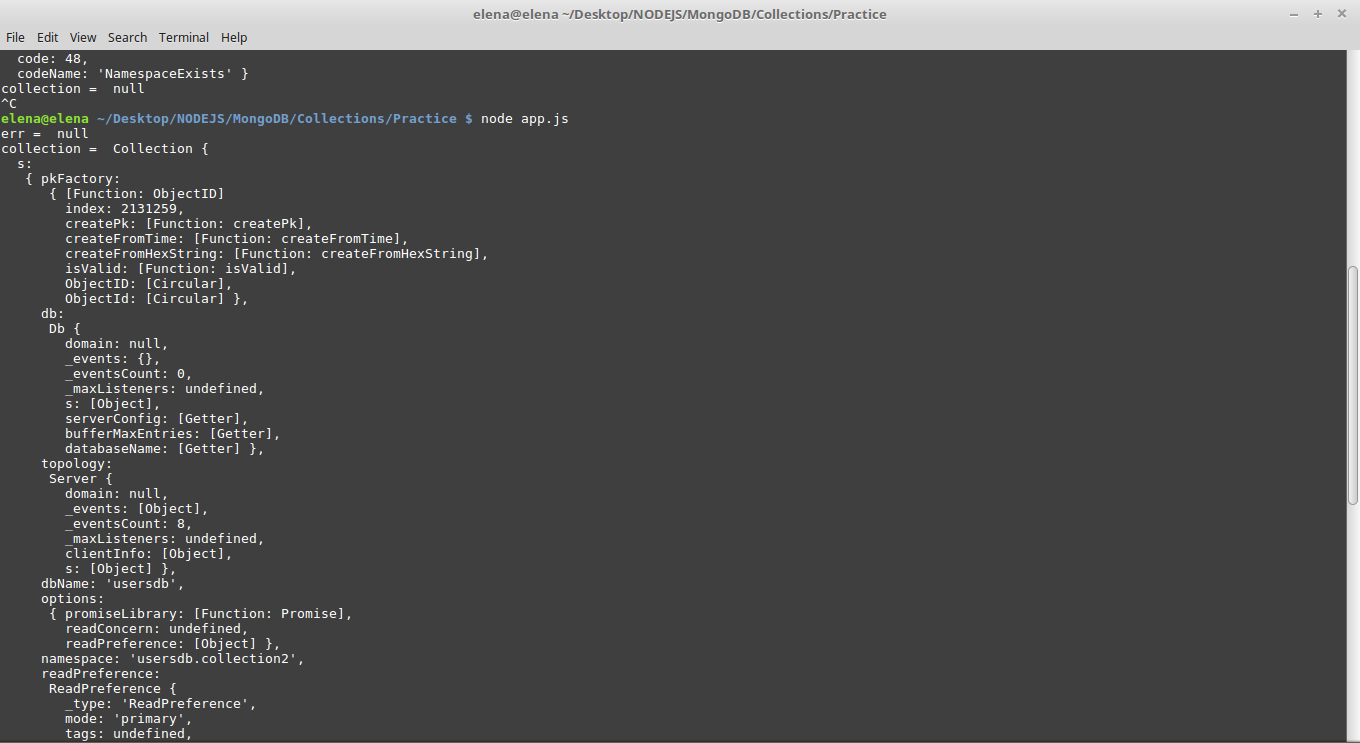 elena@elena ~/Desktop/NODEJS/MongoDB/Collections/Practice
File Edit View Search Terminal Help
  code: 48,
  codeName: 'NamespaceExists' }
collection =  null
^C
elena@elena ~/Desktop/NODEJS/MongoDB/Collections/Practice $ node app.js
err =  null
collection =  Collection {
  s:
   { pkFactory:
      { [Function: ObjectID]
        index: 2131259,
        createPk: [Function: createPk],
        createFromTime: [Function: createFromTime],
        createFromHexString: [Function: createFromHexString],
        isValid: [Function: isValid],
        ObjectID: [Circular],
        ObjectId: [Circular] },
     db:
      Db {
        domain: null,
        _events: {},
        _eventsCount: 0,
        _maxListeners: undefined,
        s: [Object],
        serverConfig: [Getter],
        bufferMaxEntries: [Getter],
        databaseName: [Getter] },
     topology:
      Server {
        domain: null,
        _events: [Object],
        _eventsCount: 8,
        _maxListeners: undefined,
        clientInfo: [Object],
        s: [Object] },
     dbName: 'usersdb',
     options:
      { promiseLibrary: [Function: Promise],
        readConcern: undefined,
        readPreference: [Object] },
     namespace: 'usersdb.collection2',
     readPreference:
      ReadPreference {
        _type: 'ReadPreference',
        mode: 'primary',
        tags: undefined,